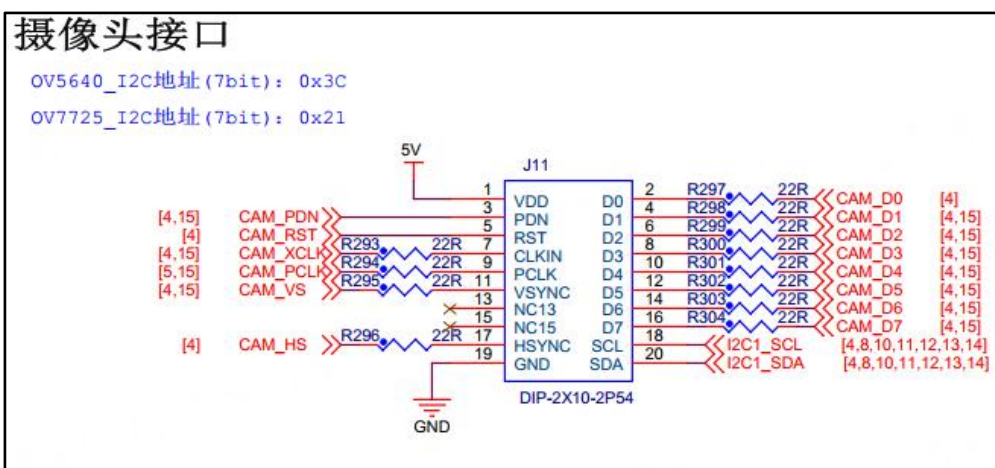 摄像头接口
OV5640_I2C地址(7bit): 0x3C
OV7725_I2C地址(7bit): 0x21
5V
J11
1 VDD D0 2 R297 22R CAM_D0 [4]
[4,15] CAM_PDN 3 PDN D1 4 R298 22R CAM_D1 [4,15]
[4] CAM_RST 5 RST D2 6 R299 22R CAM_D2 [4,15]
[4,15] CAM_XCLK R293 22R 7 CLKIN D3 8 R300 22R CAM_D3 [4,15]
[5,15] CAM_PCLK R294 22R 9 PCLK D4 10 R301 22R CAM_D4 [4,15]
[4,15] CAM_VS R295 22R 11 VSYNC D5 12 R302 22R CAM_D5 [4,15]
13 NC13 D6 14 R303 22R CAM_D6 [4,15]
15 NC15 D7 16 R304 22R CAM_D7 [4,15]
[4] CAM_HS R296 22R 17 HSYNC SCL 18 I2C1_SCL [4,8,10,11,12,13,14]
19 GND SDA 20 I2C1_SDA [4,8,10,11,12,13,14]
DIP-2X10-2P54
GND